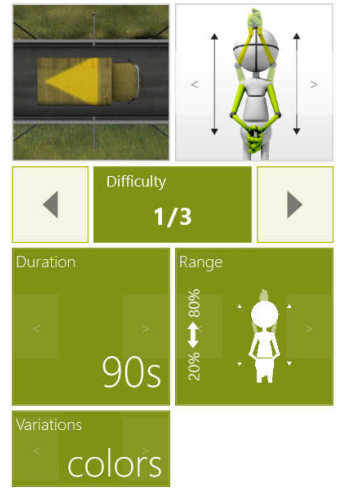 Difficulty
1/3
Duration
Range
90s
20% 80%
Variations
colors